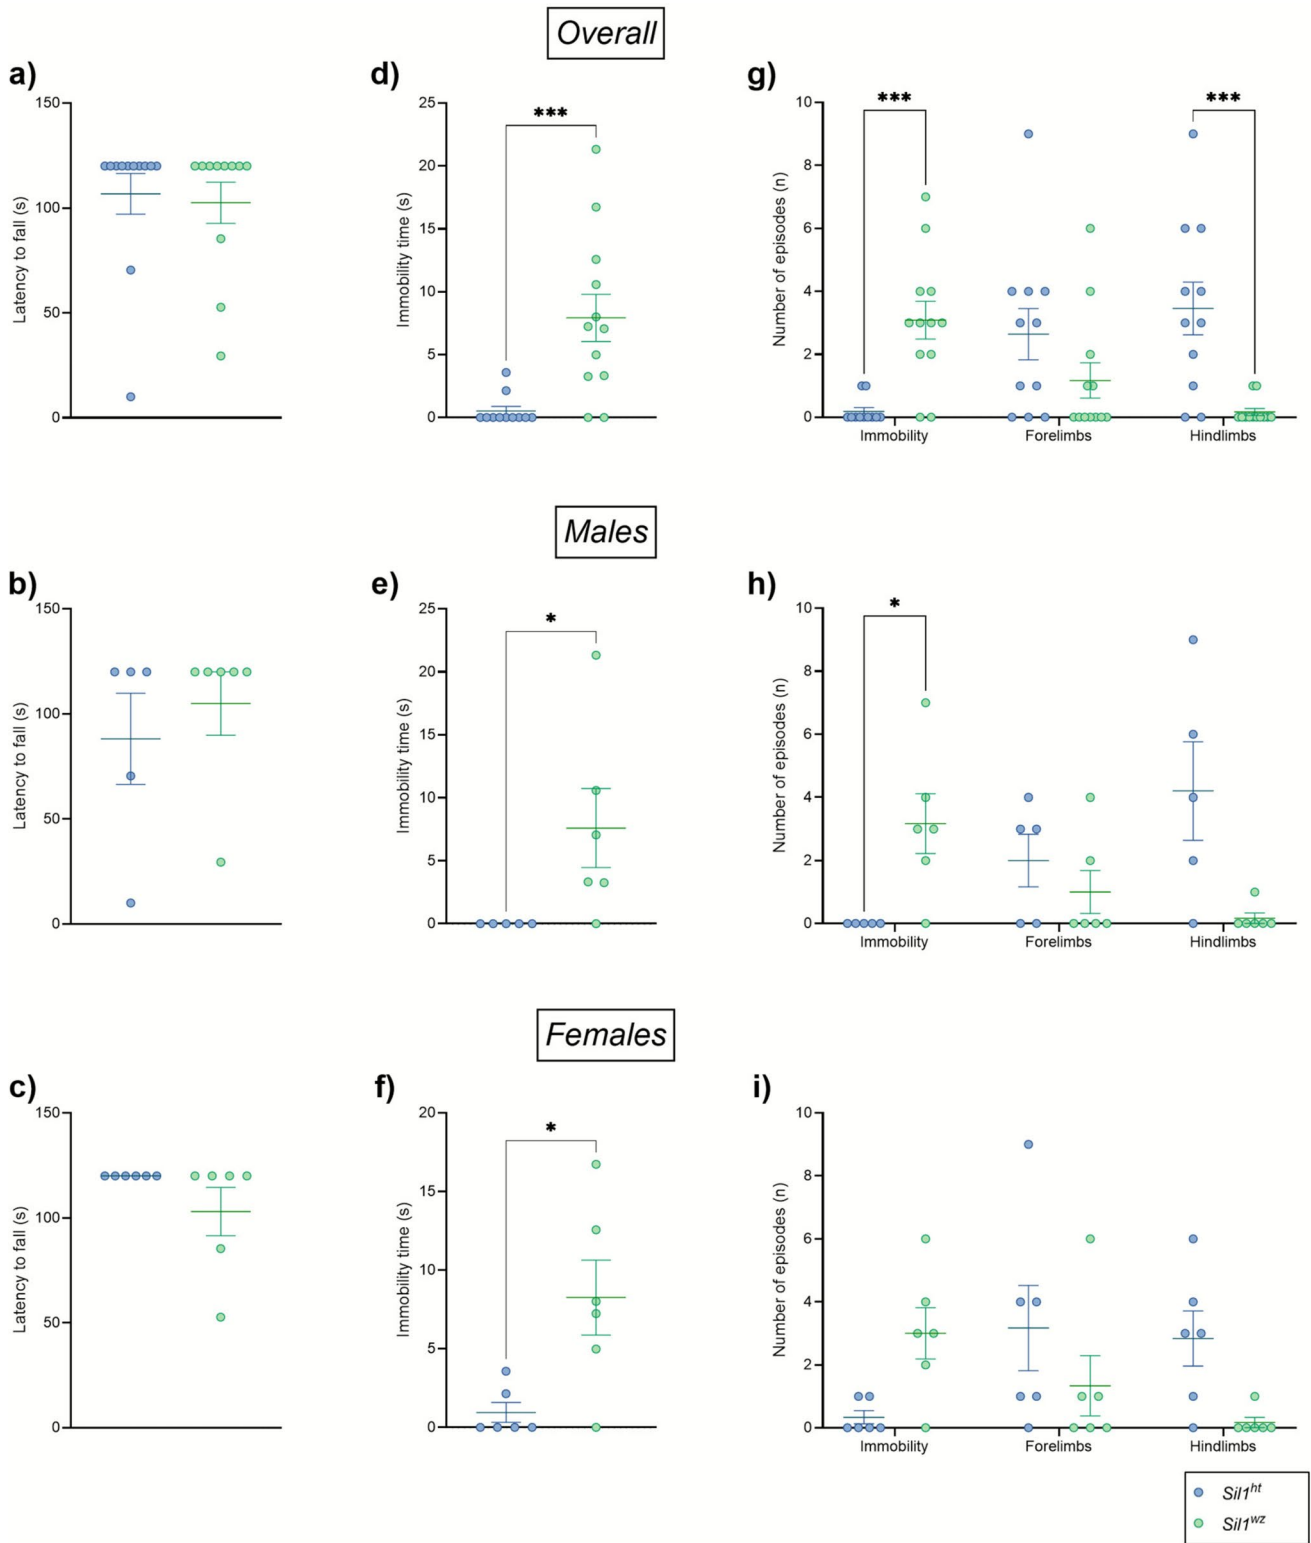 Overall
a)
d)
g)
Latency to fall (s)
150
100
50
0
Immobility time (s)
25
20
15
10
5
0
***
Number of episodes (n)
10
8
6
4
2
0
***
***
Immobility
Forelimbs
Hindlimbs
Males
b)
e)
h)
Latency to fall (s)
150
100
50
0
Immobility time (s)
25
20
15
10
5
0
*
Number of episodes (n)
10
8
6
4
2
0
*
Immobility
Forelimbs
Hindlimbs
Females
c)
f)
i)
Latency to fall (s)
150
100
50
0
Immobility time (s)
20
15
10
5
0
*
Number of episodes (n)
10
8
6
4
2
0
Immobility
Forelimbs
Hindlimbs
Sil1ht
Sil1wz